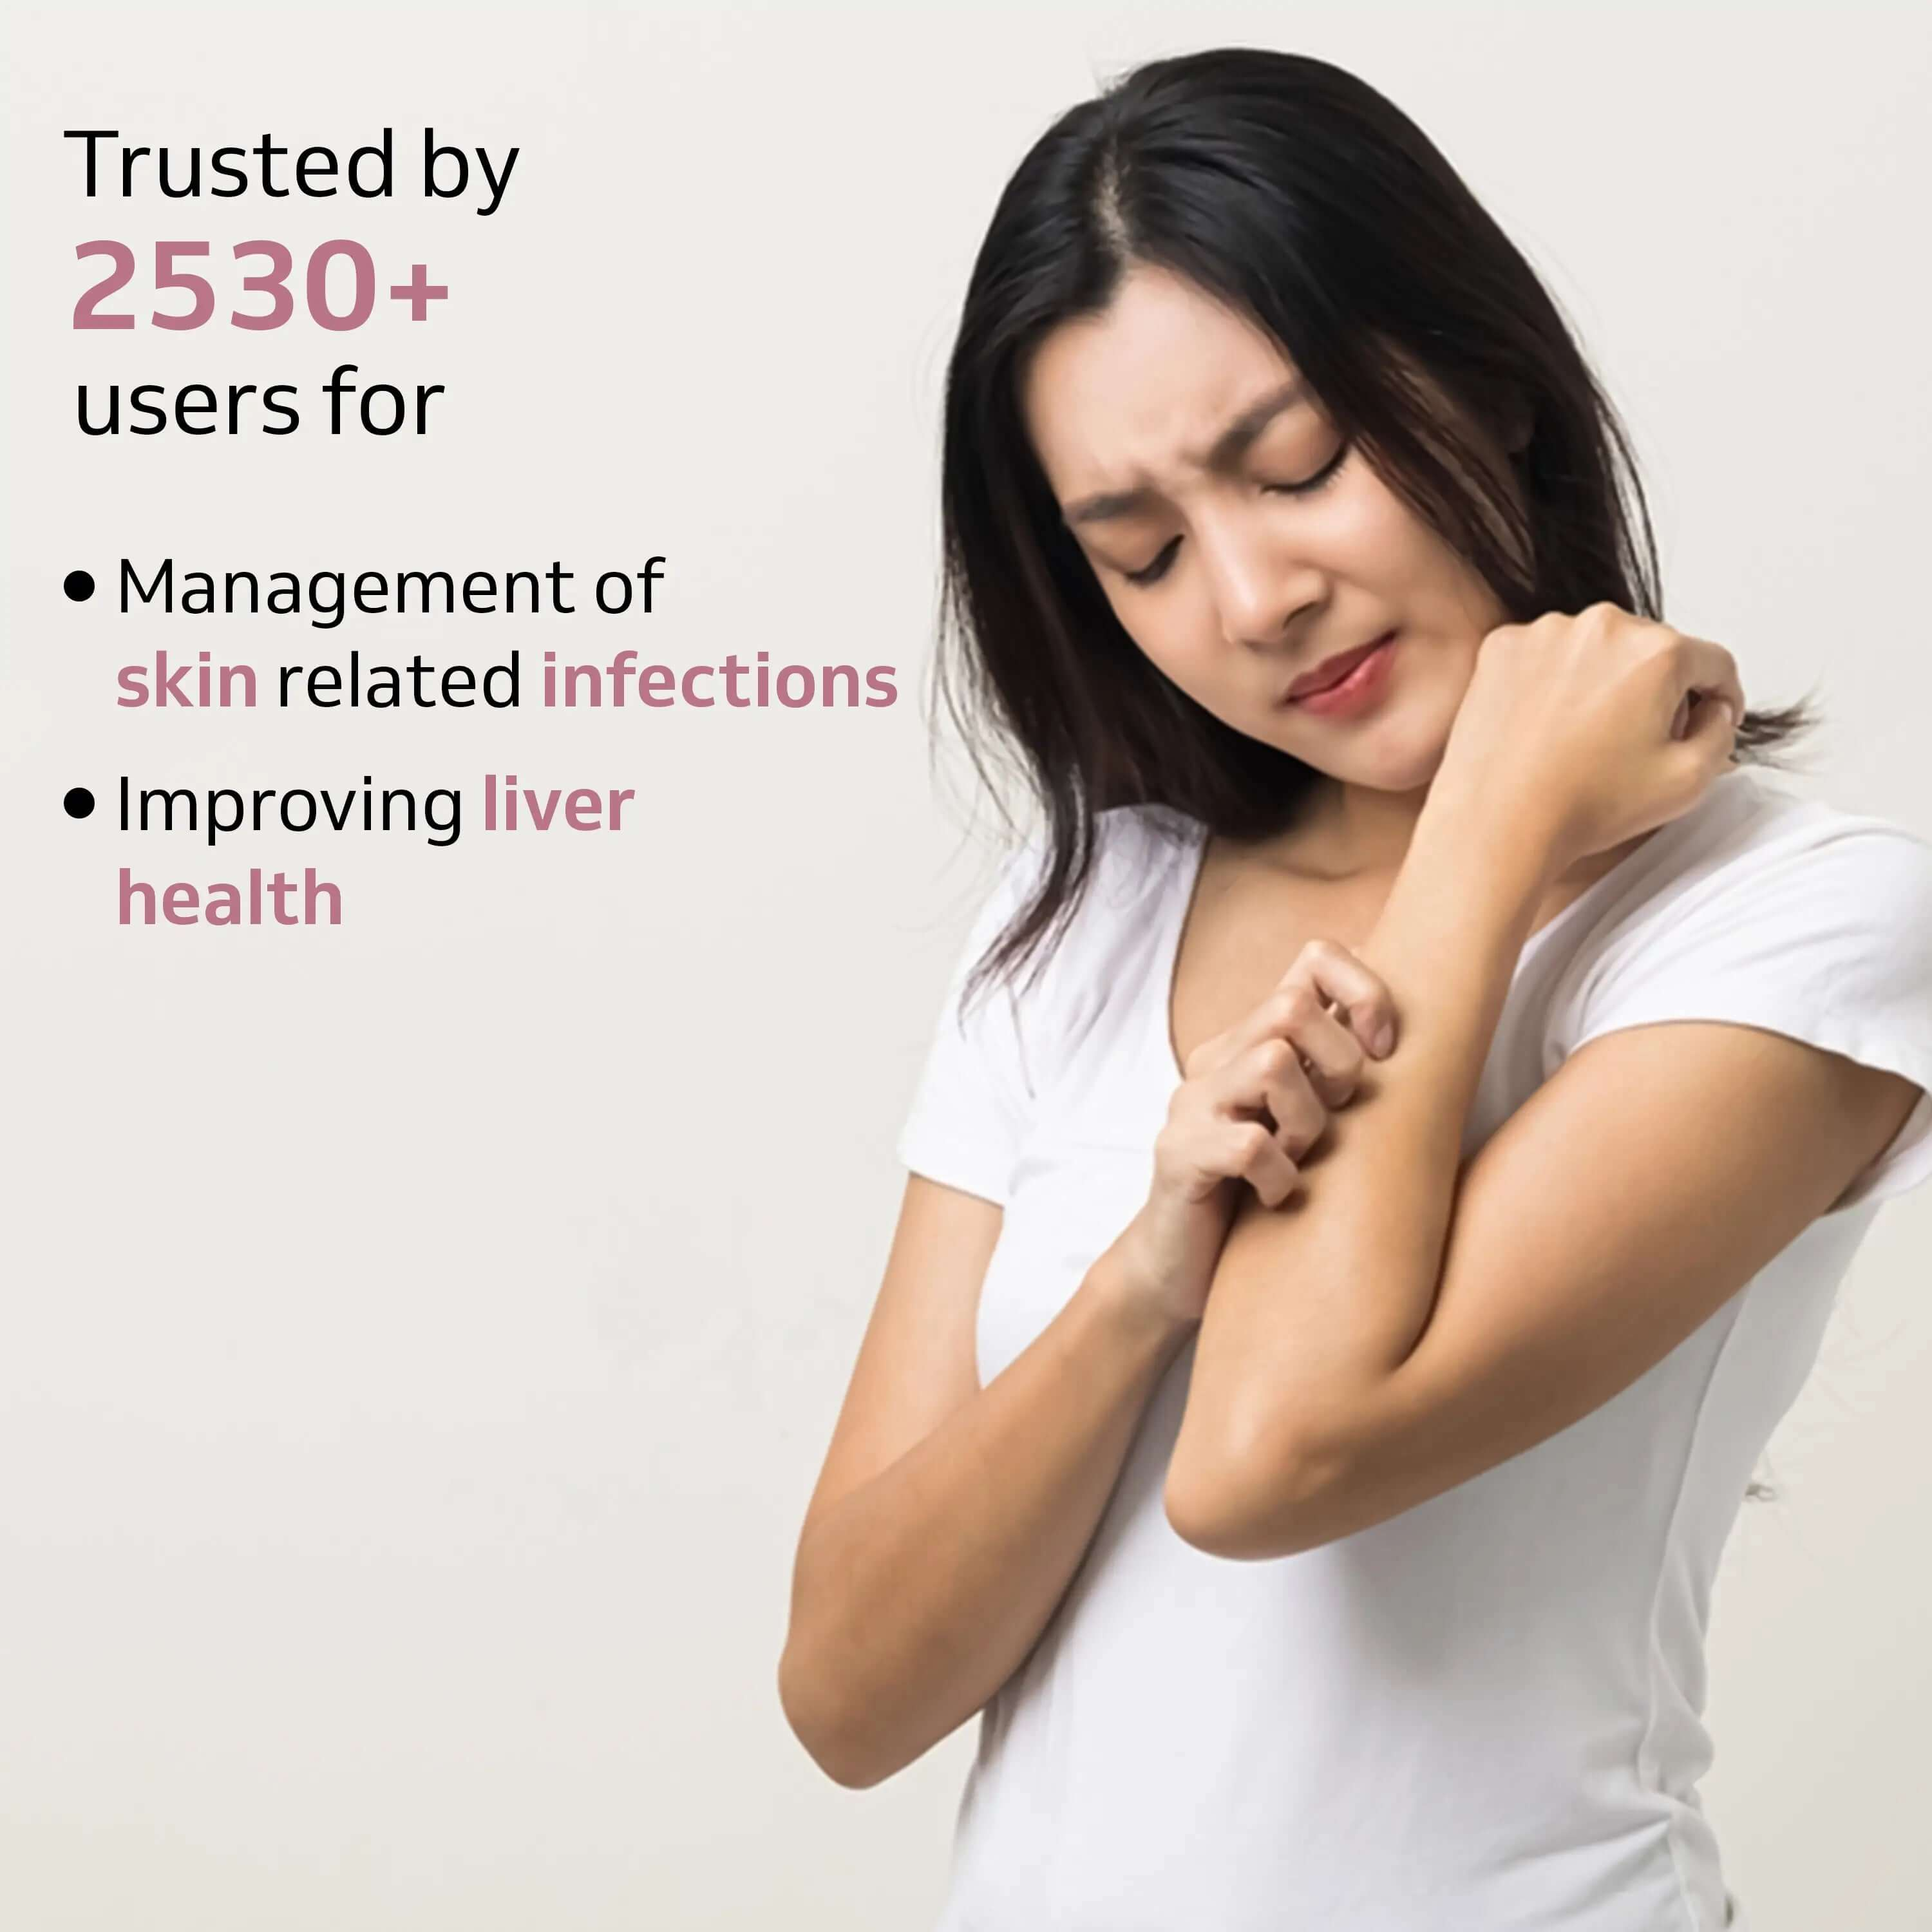 Trusted by
2530+
users for
• Management of
skin related infections
• Improving liver
health